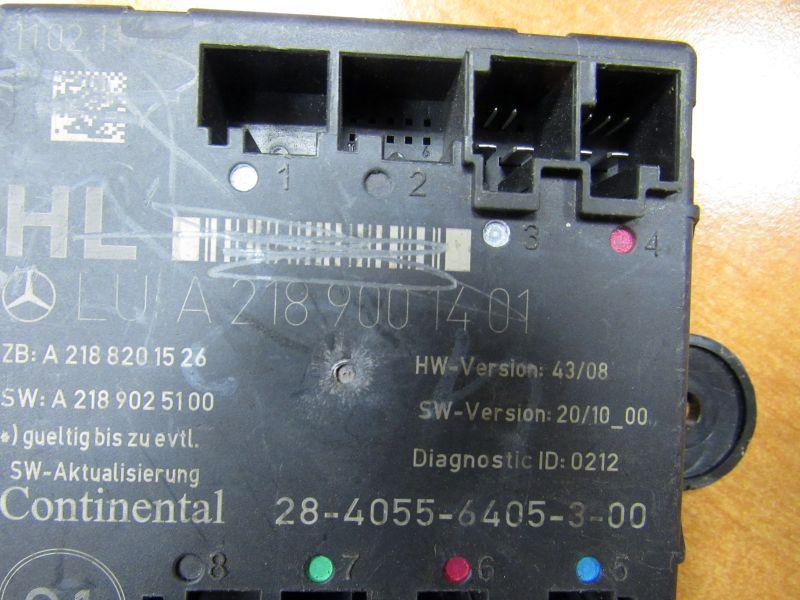 1 2
HL
3 4
LU A 218 900 14 01
ZB: A 218 820 15 26
HW-Version: 43/08
SW: A 218 902 51 00
SW-Version: 20/10_00
*) gueltig bis zu evtl.
SW-Aktualisierung
Diagnostic ID: 0212
Continental 28-4055-6405-3-00
8 7 6 5